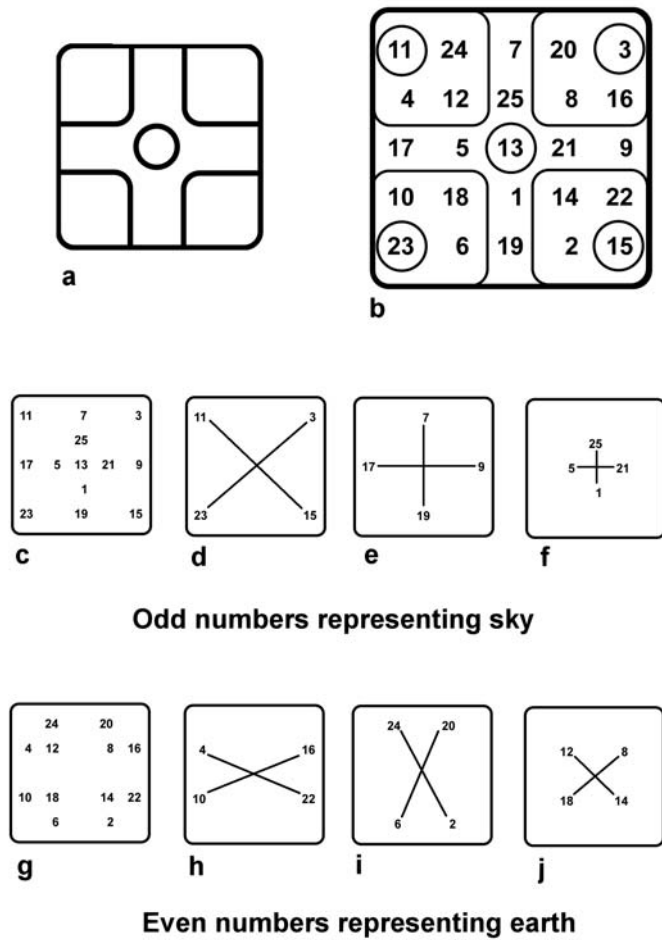 11 24 7 20 3
4 12 25 8 16
17 5 13 21 9
10 18 1 14 22
23 6 19 2 15
a
b
11 7 3
25
17 5 13 21 9
1
23 19 15
c
11 3
23 15
d
7
17 9
19
e
25
5 21
1
f
Odd numbers representing sky
24 20
4 12 8 16
10 18 14 22
6 2
g
4 16
10 22
h
24 20
6 2
i
12 8
18 14
j
Even numbers representing earth